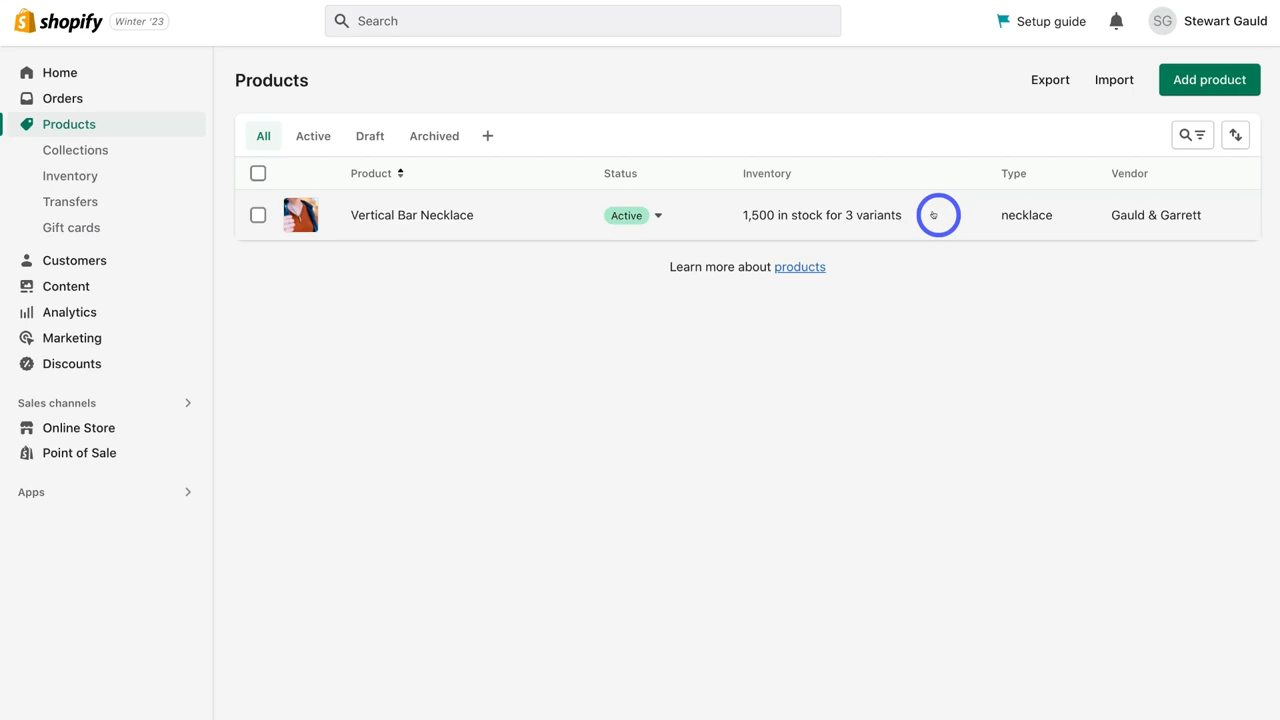 shopify Winter '23 Search Setup guide SG Stewart Gauld
Home
Orders
Products
Collections
Inventory
Transfers
Gift cards
Customers
Content
Analytics
Marketing
Discounts
Sales channels
Online Store
Point of Sale
Apps
Products Export Import Add product
All Active Draft Archived +
Product Status Inventory Type Vendor
Vertical Bar Necklace Active 1,500 in stock for 3 variants necklace Gauld & Garrett
Learn more about products